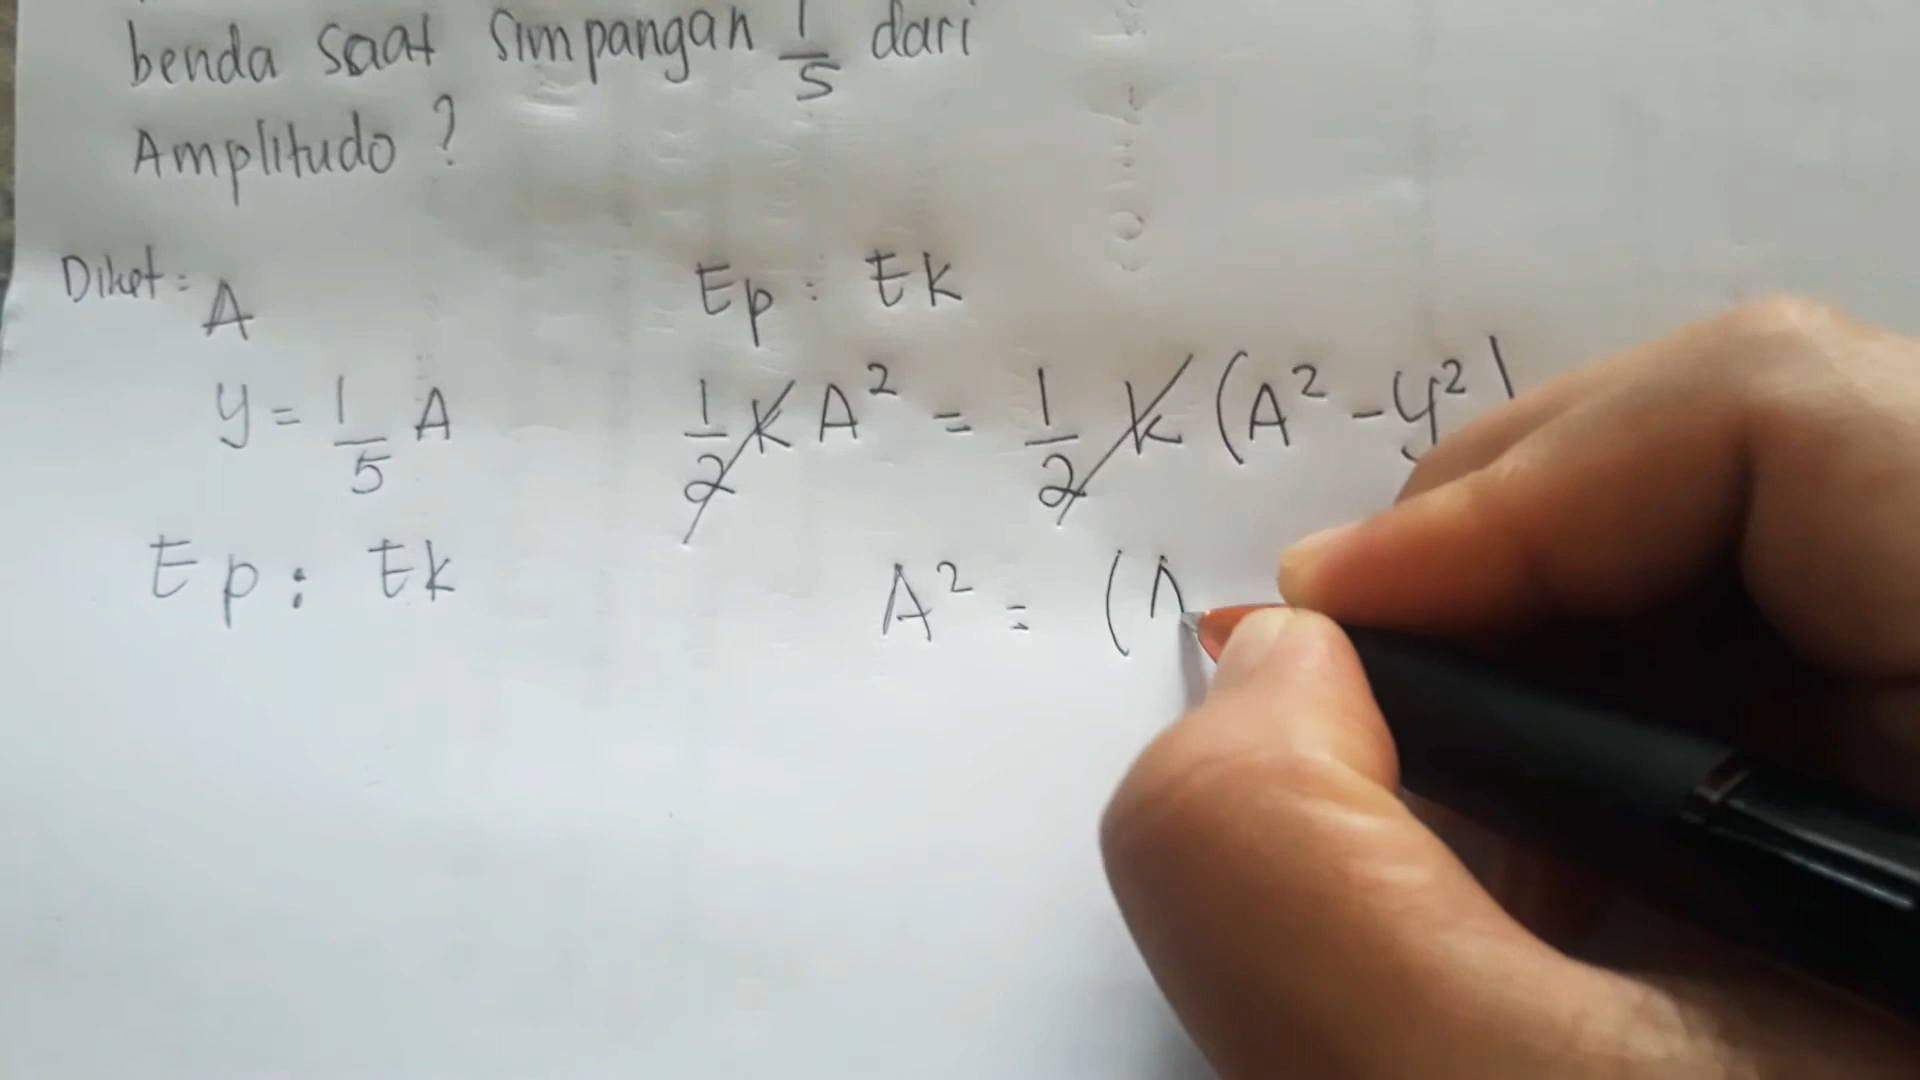 benda saat simpangan 1/5 dari
Amplitudo ?
Diket : A
y = 1/5 A
Ep : Ek
Ep : Ek
1/2 k A² = 1/2 k (A² - y²)
A² = (A